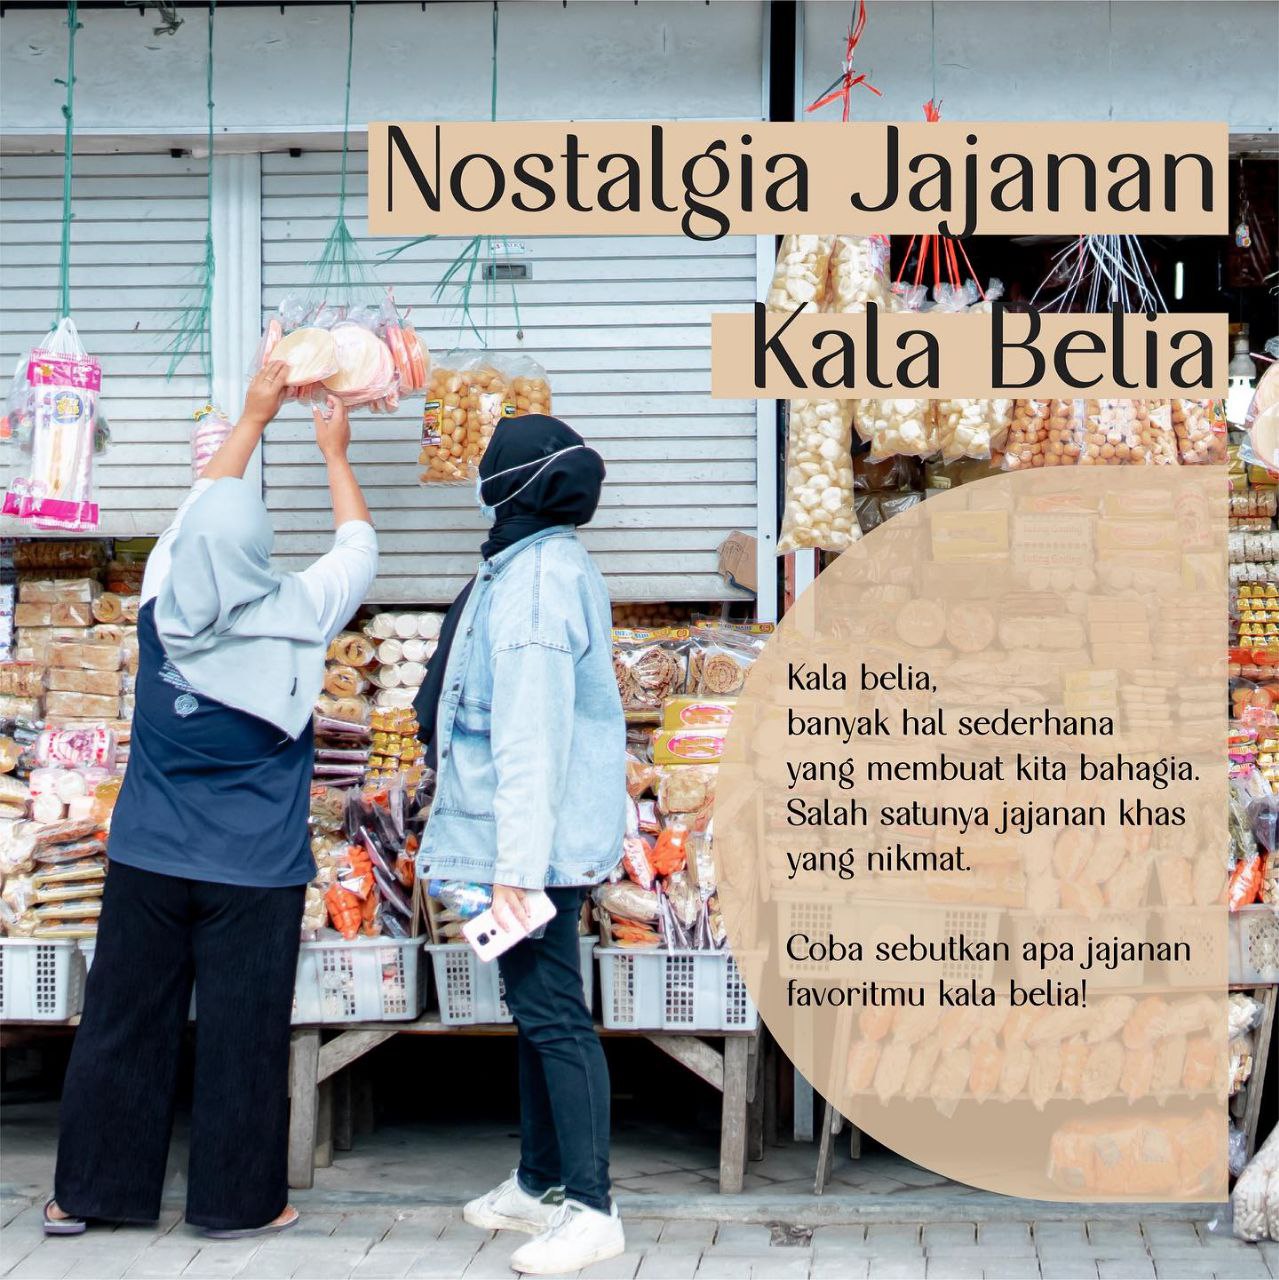 Nostalgia Jajanan
Kala Belia
Kala belia,
banyak hal sederhana
yang membuat kita bahagia.
Salah satunya jajanan khas
yang nikmat.
Coba sebutkan apa jajanan
favoritmu kala belia!